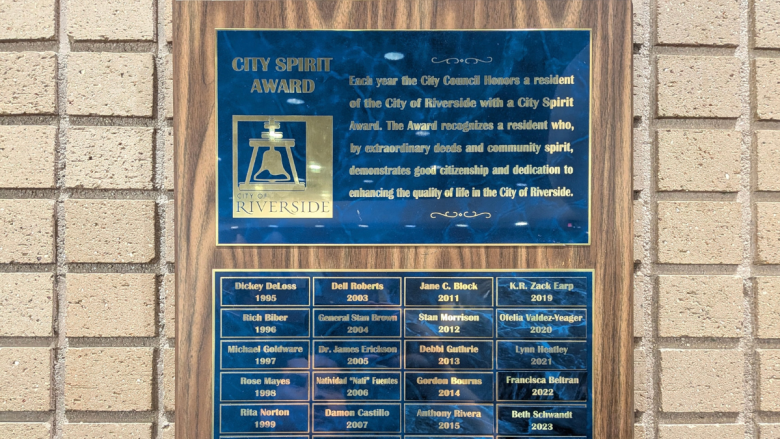 CITY SPIRIT
AWARD
CITY OF
RIVERSIDE
Each year the City Council Honors a resident
of the City of Riverside with a City Spirit
Award. The Award recognizes a resident who,
by extraordinary deeds and community spirit,
demonstrates good citizenship and dedication to
enhancing the quality of life in the City of Riverside.
Dickey DeLoss
1995
Dell Roberts
2003
Jane C. Block
2011
K.R. Zack Earp
2019
Rich Biber
1996
General Stan Brown
2004
Stan Morrison
2012
Ofelia Valdez-Yeager
2020
Michael Goldware
1997
Dr. James Erickson
2005
Debbi Guthrie
2013
Lynn Heatley
2021
Rose Mayes
1998
Natividad "Nati" Fuentes
2006
Gordon Bourns
2014
Francisca Beltran
2022
Rita Norton
1999
Damon Castillo
2007
Anthony Rivera
2015
Beth Schwandt
2023